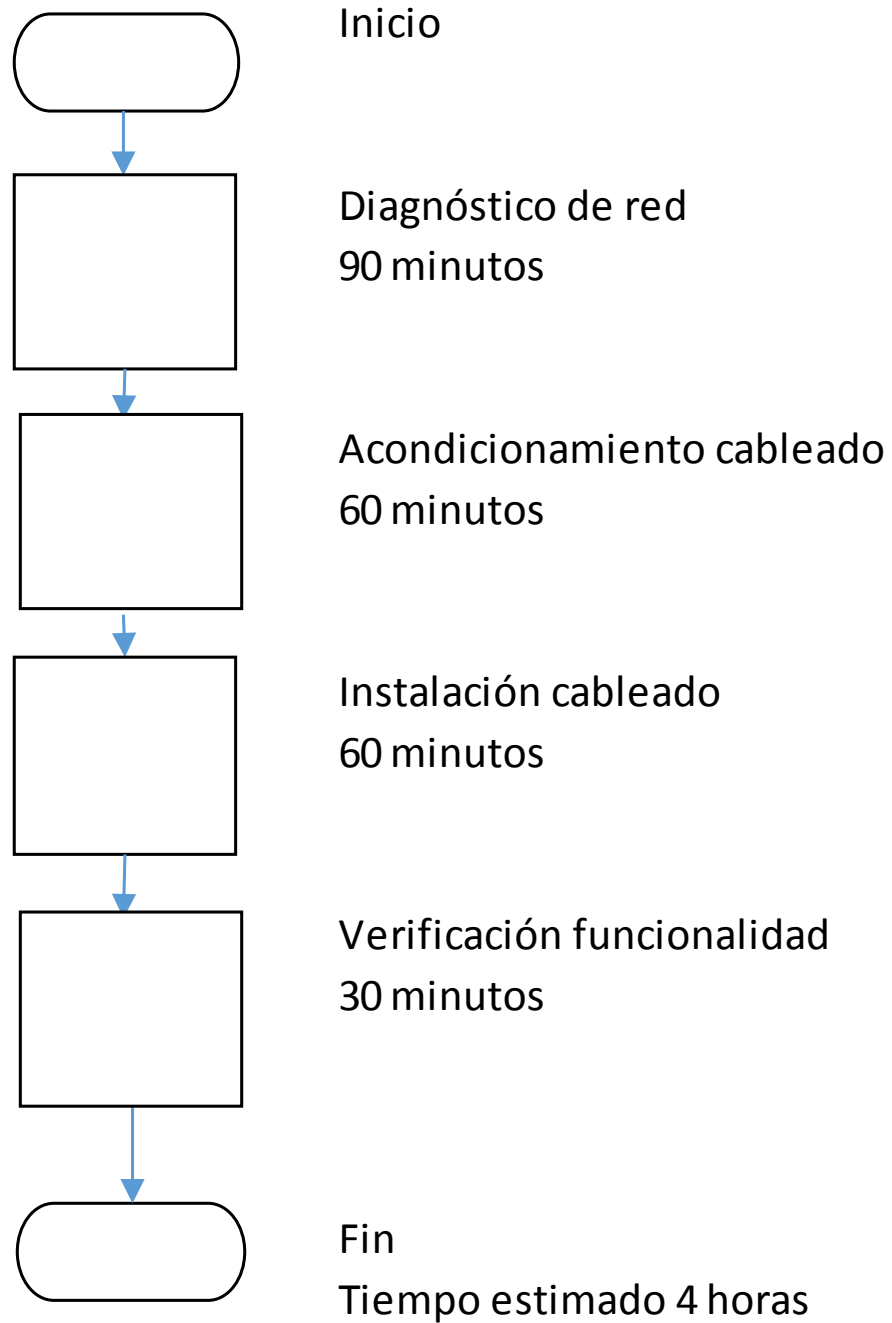 Inicio
Diagnóstico de red
90 minutos
Acondicionamiento cableado
60 minutos
Instalación cableado
60 minutos
Verificación funcionalidad
30 minutos
Fin
Tiempo estimado 4 horas